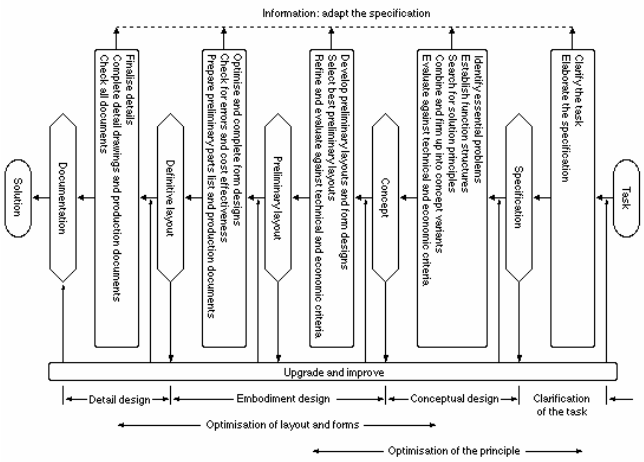 Information: adapt the specification
Task
Clarify the task
Elaborate the specification
Specification
Identify essential problems
Establish function structures
Search for solution principles
Combine and firm up into concept variants
Evaluate against technical and economic criteria
Concept
Develop preliminary layouts and form designs
Select best preliminary layouts
Refine and evaluate against technical and economic criteria
Preliminary layout
Optimise and complete form designs
Check for errors and cost effectiveness
Prepare preliminary parts list and production documents
Definitive layout
Finalise details
Complete detail drawings and production documents
Check all documents
Documentation
Solution
Upgrade and improve
Detail design
Embodiment design
Conceptual design
Clarification
of the task
Optimisation of layout and forms
Optimisation of the principle